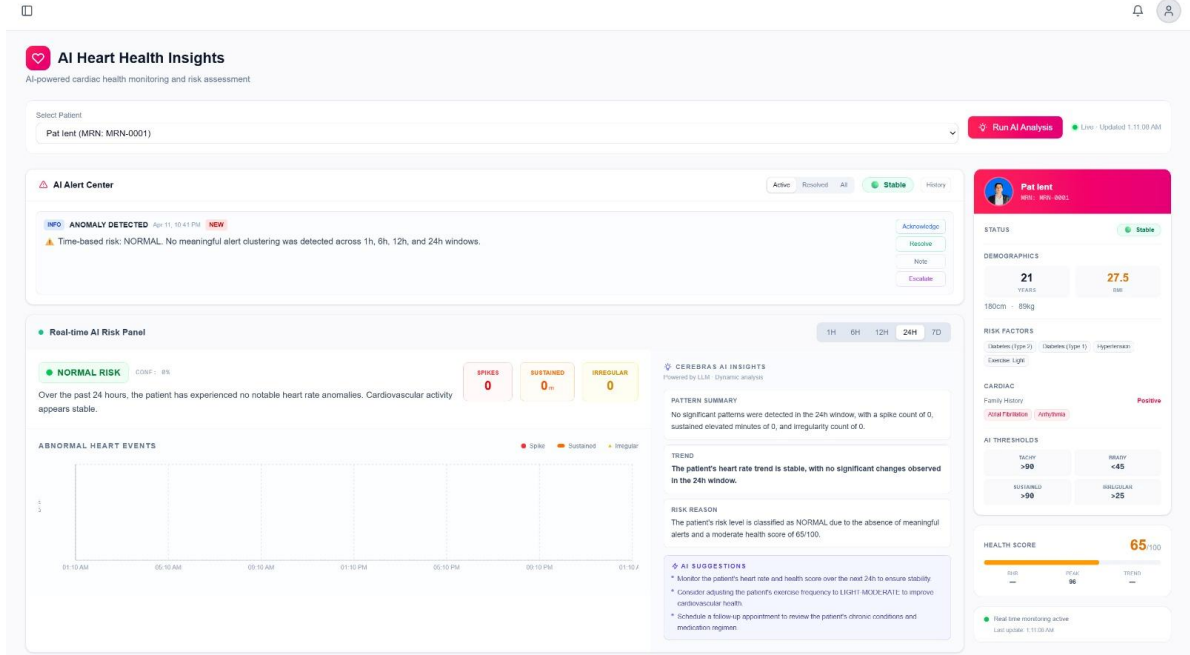 AI Heart Health Insights
AI-powered cardiac health monitoring and risk assessment
Select Patient
Pat Ient (MRN: MRN-0001)
Run AI Analysis
Live · Updated 1:11:08 AM
AI Alert Center
Active Resolved All
Stable
History
INFO ANOMALY DETECTED Apr 11, 10:41 PM NEW
Time-based risk: NORMAL. No meaningful alert clustering was detected across 1h, 6h, 12h, and 24h windows.
Acknowledge
Resolve
Note
Escalate
Real-time AI Risk Panel
1H 6H 12H 24H 7D
NORMAL RISK
CONF: 8%
Over the past 24 hours, the patient has experienced no notable heart rate anomalies. Cardiovascular activity
appears stable.
SPIKES
0
SUSTAINED
0m
IRREGULAR
0
ABNORMAL HEART EVENTS
Spike Sustained Irregular
01:10 AM 05:10 AM 09:10 AM 01:10 PM 05:10 PM 09:10 PM 01:10
CEREBRAS AI INSIGHTS
Powered by LLM · Dynamic analysis
PATTERN SUMMARY
No significant patterns were detected in the 24h window, with a spike count of 0,
sustained elevated minutes of 0, and irregularity count of 0.
TREND
The patient's heart rate trend is stable, with no significant changes observed
in the 24h window.
RISK REASON
The patient's risk level is classified as NORMAL due to the absence of meaningful
alerts and a moderate health score of 65/100.
AI SUGGESTIONS
* Monitor the patient's heart rate and health score over the next 24h to ensure stability.
* Consider adjusting the patient's exercise frequency to LIGHT-MODERATE to improve
cardiovascular health.
* Schedule a follow-up appointment to review the patient's chronic conditions and
medication regimen.
Pat Ient
MRN: MRN-0001
STATUS
Stable
DEMOGRAPHICS
21
YEARS
27.5
BMI
180cm · 89kg
RISK FACTORS
Diabetes (Type 2) Diabetes (Type 1) Hypertension
Exercise: Light
CARDIAC
Family History Positive
Atrial Fibrillation Arrhythmia
AI THRESHOLDS
TACHY
>90
BRADY
<45
SUSTAINED
>90
IRREGULAR
>25
HEALTH SCORE
65/100
PEAK
96
TREND
—
Real time monitoring active
Last update: 1:11:08 AM